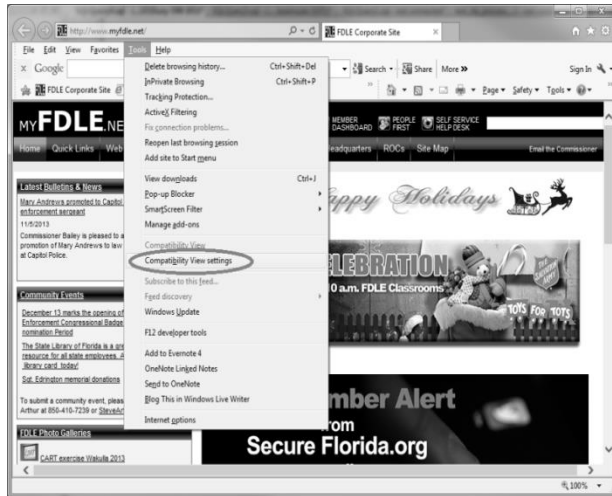 http://www.myfdle.net/
FDLE Corporate Site
File Edit View Favorites Tools Help
x Google
Search Share More >>
Sign In
FDLE Corporate Site
Page Safety Tools
Delete browsing history... Ctrl+Shift+Del
InPrivate Browsing Ctrl+Shift+P
Tracking Protection...
ActiveX Filtering
Fix connection problems...
Reopen last browsing session
Add site to Start menu
View downloads Ctrl+J
Pop-up Blocker
SmartScreen Filter
Manage add-ons
Compatibility View
Compatibility View settings
Subscribe to this feed...
Feed discovery
Windows Update
F12 developer tools
Add to Evernote 4
OneNote Linked Notes
Send to OneNote
Blog This in Windows Live Writer
Internet options
MYFDLE.NE
MEMBER DASHBOARD PEOPLE FIRST SELF SERVICE HELP DESK
Home Quick Links Web
eadquarters ROCs Site Map Email the Commissioner
Latest Bulletins & News
Mary Andrews promoted to Capitol
enforcement sergeant
11/5/2013
Commissioner Bailey is pleased to a
promotion of Mary Andrews to law
at Capitol Police.
Community Events
December 13 marks the opening of
Enforcement Congressional Badge
nomination Period
The State Library of Florida is a gre
resource for all state employees. A
library card today!
Sgt. Edrington memorial donations
To submit a community event, pleas
Arthur at 850-410-7239 or SteveAr
FDLE Photo Galleries
CART exercise Wakulla 2013
appy Holidays
LEBRATION
0 a.m. FDLE Classrooms
TOYS FOR TOTS
mber Alert
rom
Secure Florida.org
100%